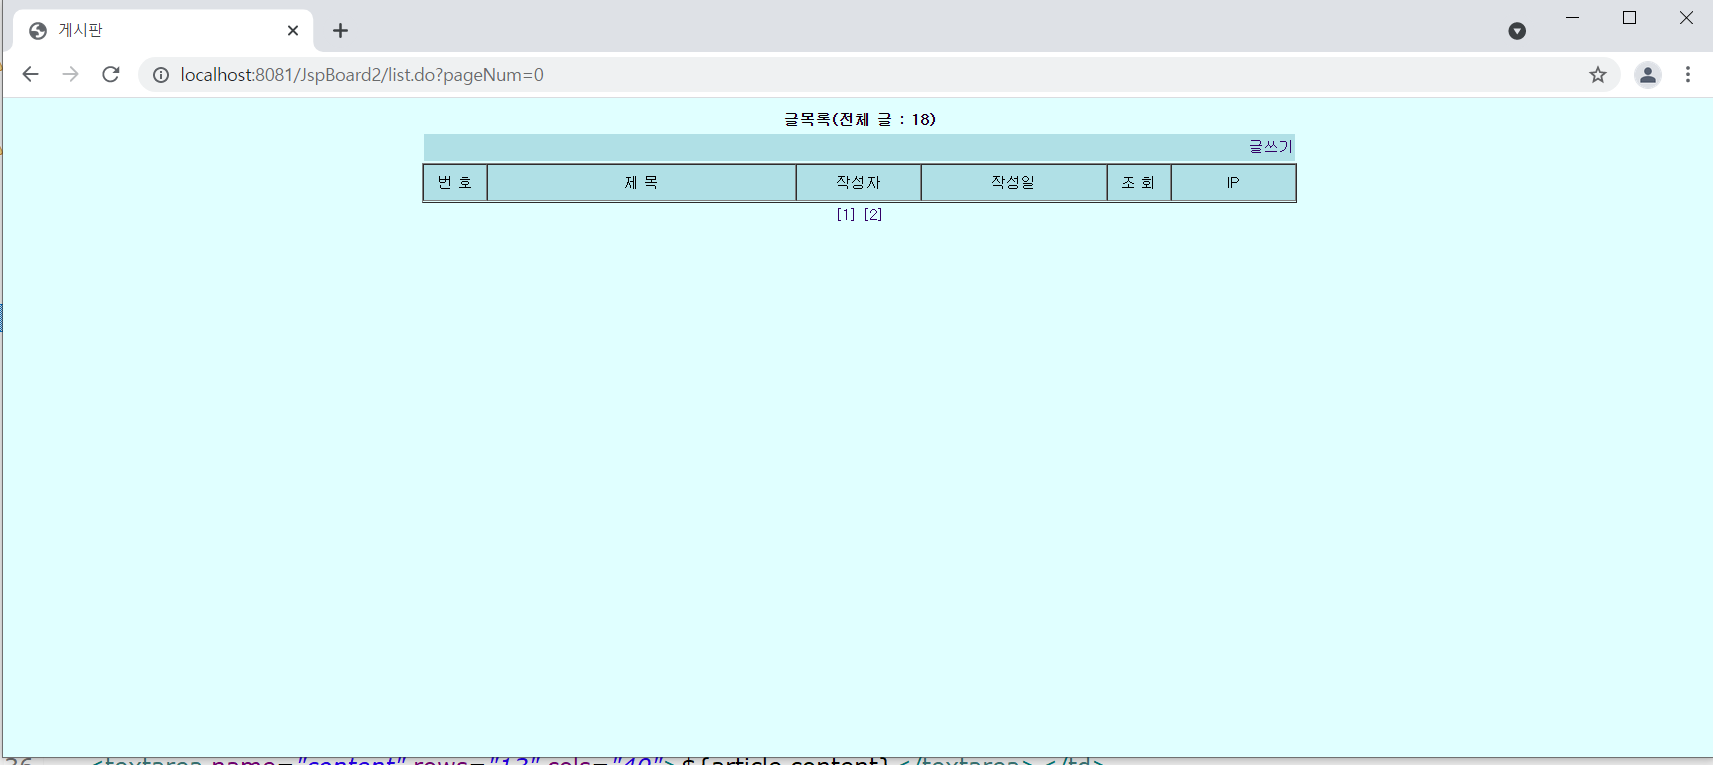 게시판
localhost:8081/JspBoard2/list.do?pageNum=0
글목록(전체 글 : 18)
글쓰기
번 호 제 목 작성자 작성일 조 회 IP
[1] [2]
36 <textarea name="content" rows="13" cols="40">${article.content}</textarea></td>